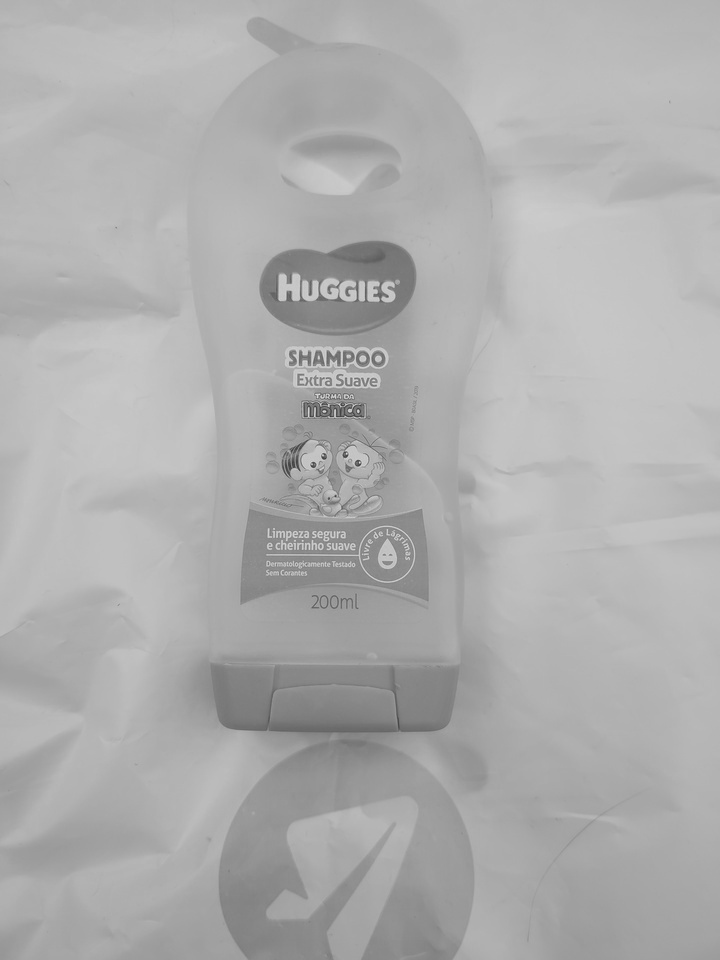 HUGGIES®
SHAMPOO
Extra Suave
TURMA DA
Mônica
Limpeza segura
e cheirinho suave
Dermatologicamente Testado
Sem Corantes
Livre de Lágrimas
200ml